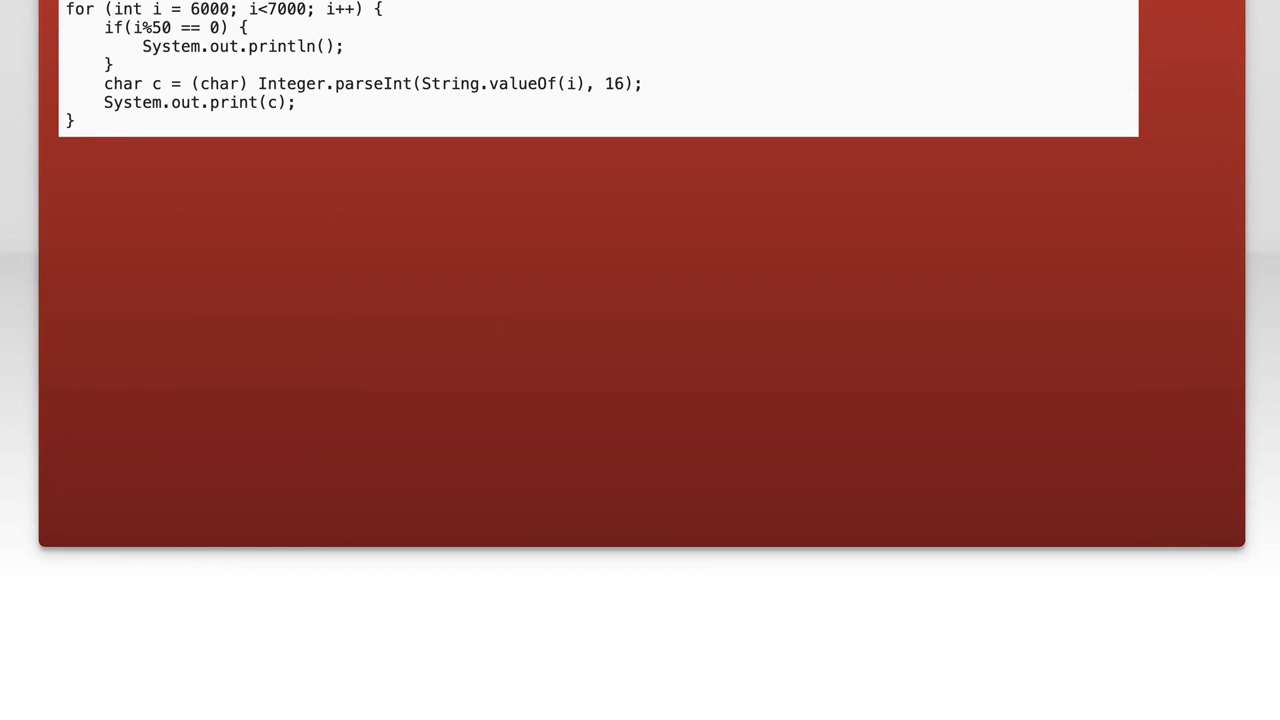 for (int i = 6000; i<7000; i++) {
    if(i%50 == 0) {
        System.out.println();
    }
    char c = (char) Integer.parseInt(String.valueOf(i), 16);
    System.out.print(c);
}